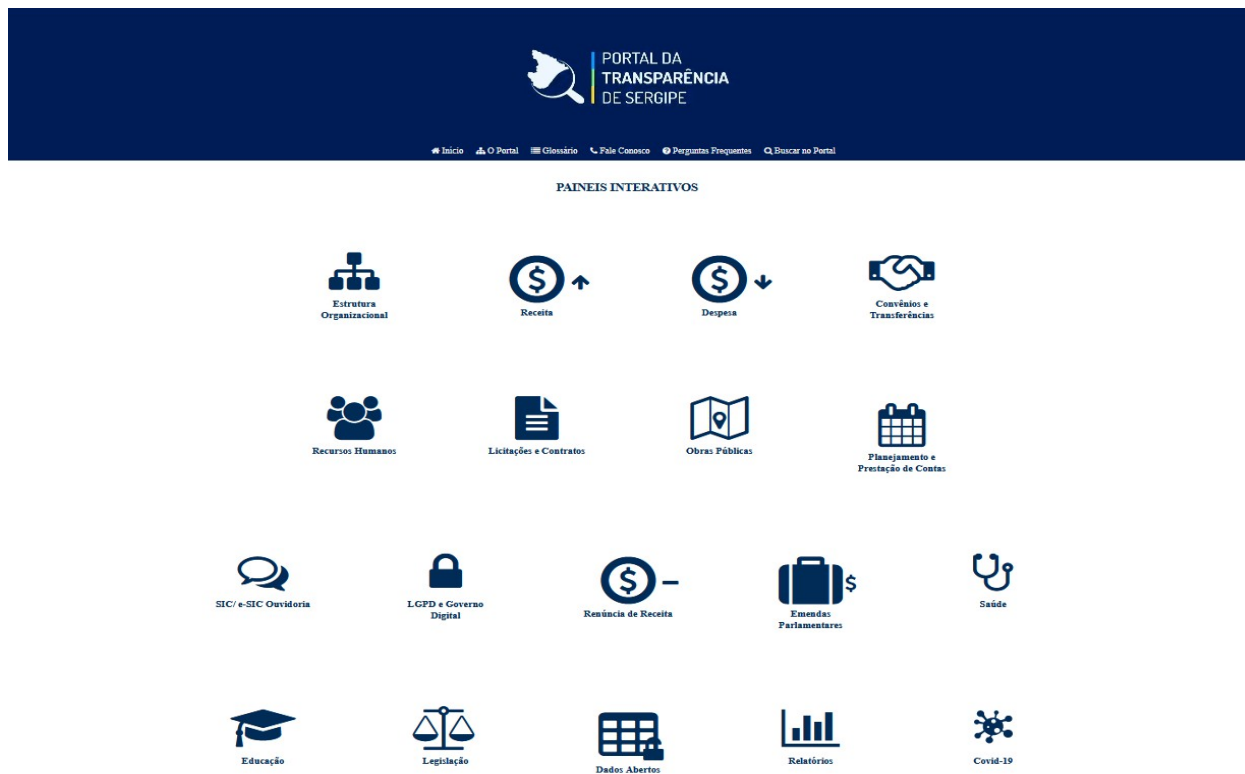 PORTAL DA
TRANSPARÊNCIA
DE SERGIPE
Início O Portal Glossário Fale Conosco Perguntas Frequentes Buscar no Portal
PAINEIS INTERATIVOS
Estrutura
Organizacional
Receita
Despesa
Convênios e
Transferências
Recursos Humanos
Licitações e Contratos
Obras Públicas
Planejamento e
Prestação de Contas
SIC/ e-SIC Ouvidoria
LGPD e Governo
Digital
Renúncia de Receita
Emendas
Parlamentares
Saúde
Educação
Legislação
Dados Abertos
Relatórios
Covid-19